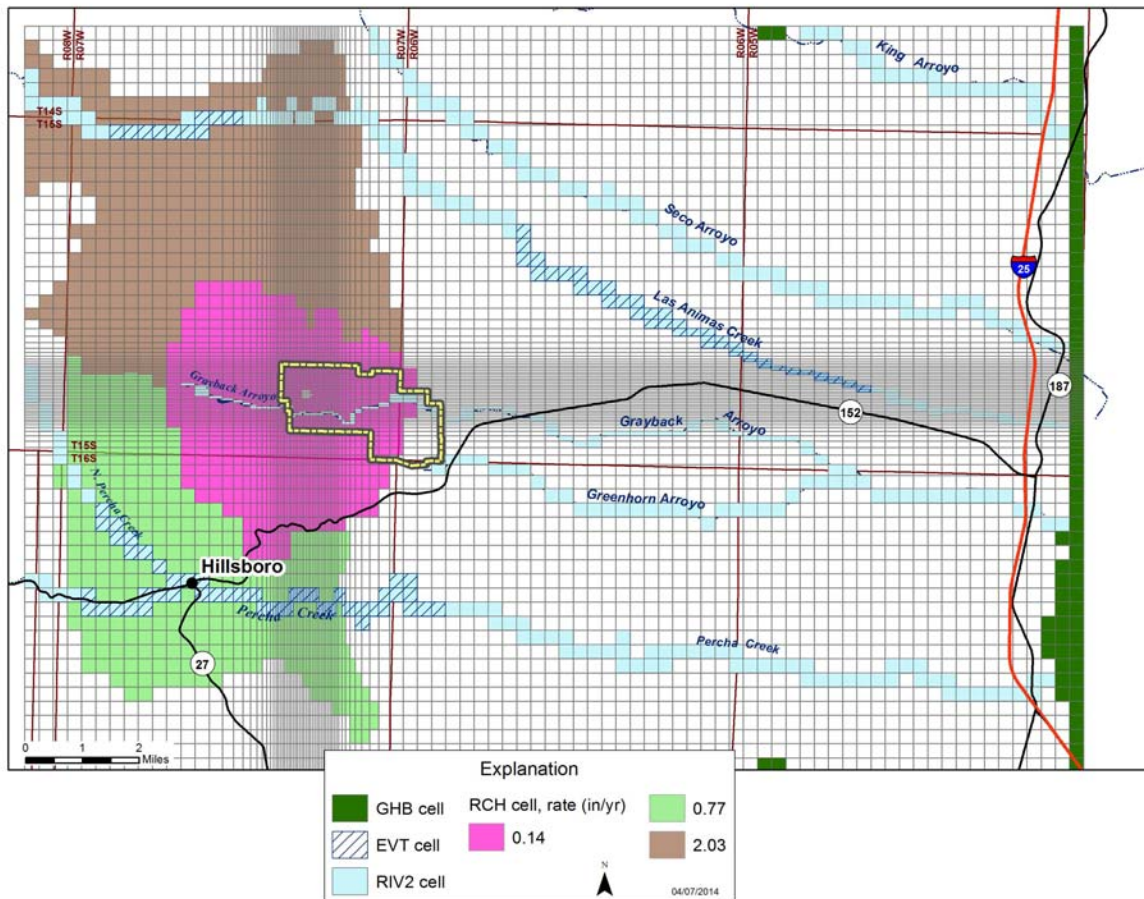 R08W
R07W
R07W
R06W
R06W
R05W
King Arroyo
T14S
T15S
Seco Arroyo
25
Las Animas Creek
187
Grayback Arroyo
152
Grayback Arroyo
T15S
T16S
N. Percha Creek
Greenhorn Arroyo
Hillsboro
Percha Creek
Percha Creek
27
0 1 2
Miles
Explanation
GHB cell
EVT cell
RIV2 cell
RCH cell, rate (in/yr)
0.14
0.77
2.03
N
04/07/2014